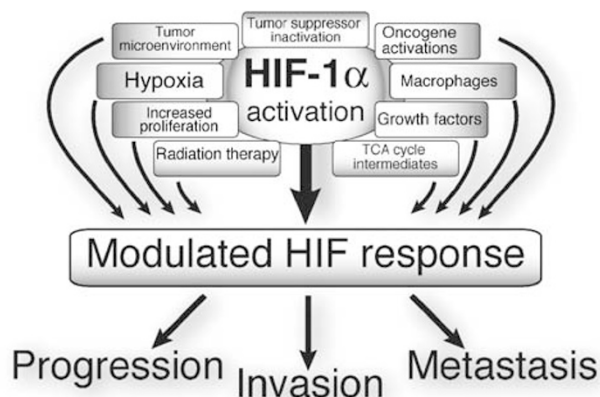 Tumor
microenvironment
Tumor suppressor
inactivation
Oncogene
activations
Hypoxia
HIF-1α
activation
Macrophages
Increased
proliferation
Growth factors
Radiation therapy
TCA cycle
intermediates
Modulated HIF response
Progression
Invasion
Metastasis